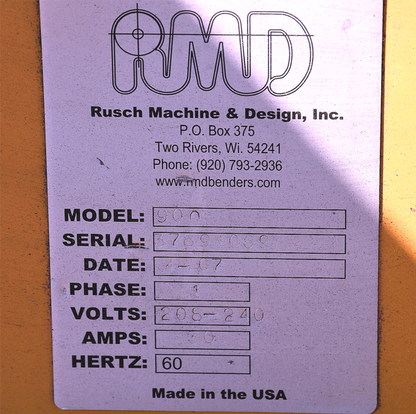 RMD
Rusch Machine & Design, Inc.
P.O. Box 375
Two Rivers, Wi. 54241
Phone: (920) 793-2936
www.rmdbenders.com
MODEL: 900
SERIAL:
DATE:
PHASE: 1
VOLTS: 208-240
AMPS:
HERTZ: 60
Made in the USA